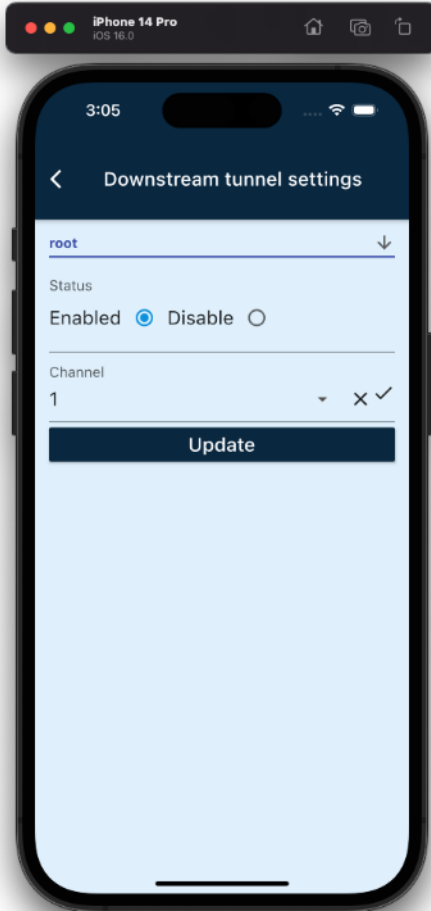 iPhone 14 Pro
iOS 16.0
3:05
Downstream tunnel settings
root
Status
Enabled Disable
Channel
1
Update